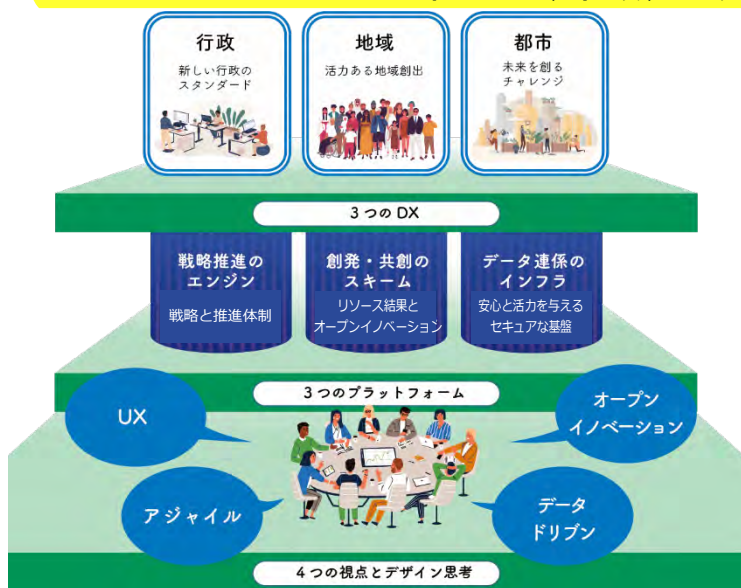 行政
新しい行政の
スタンダード
地域
活力ある地域創出
都市
未来を創る
チャレンジ
3つのDX
戦略推進の
エンジン
戦略と推進体制
創発・共創の
スキーム
リソース結果と
オープンイノベーション
データ連係の
インフラ
安心と活力を与える
セキュアな基盤
3つのプラットフォーム
UX
オープン
イノベーション
アジャイル
データ
ドリブン
4つの視点とデザイン思考